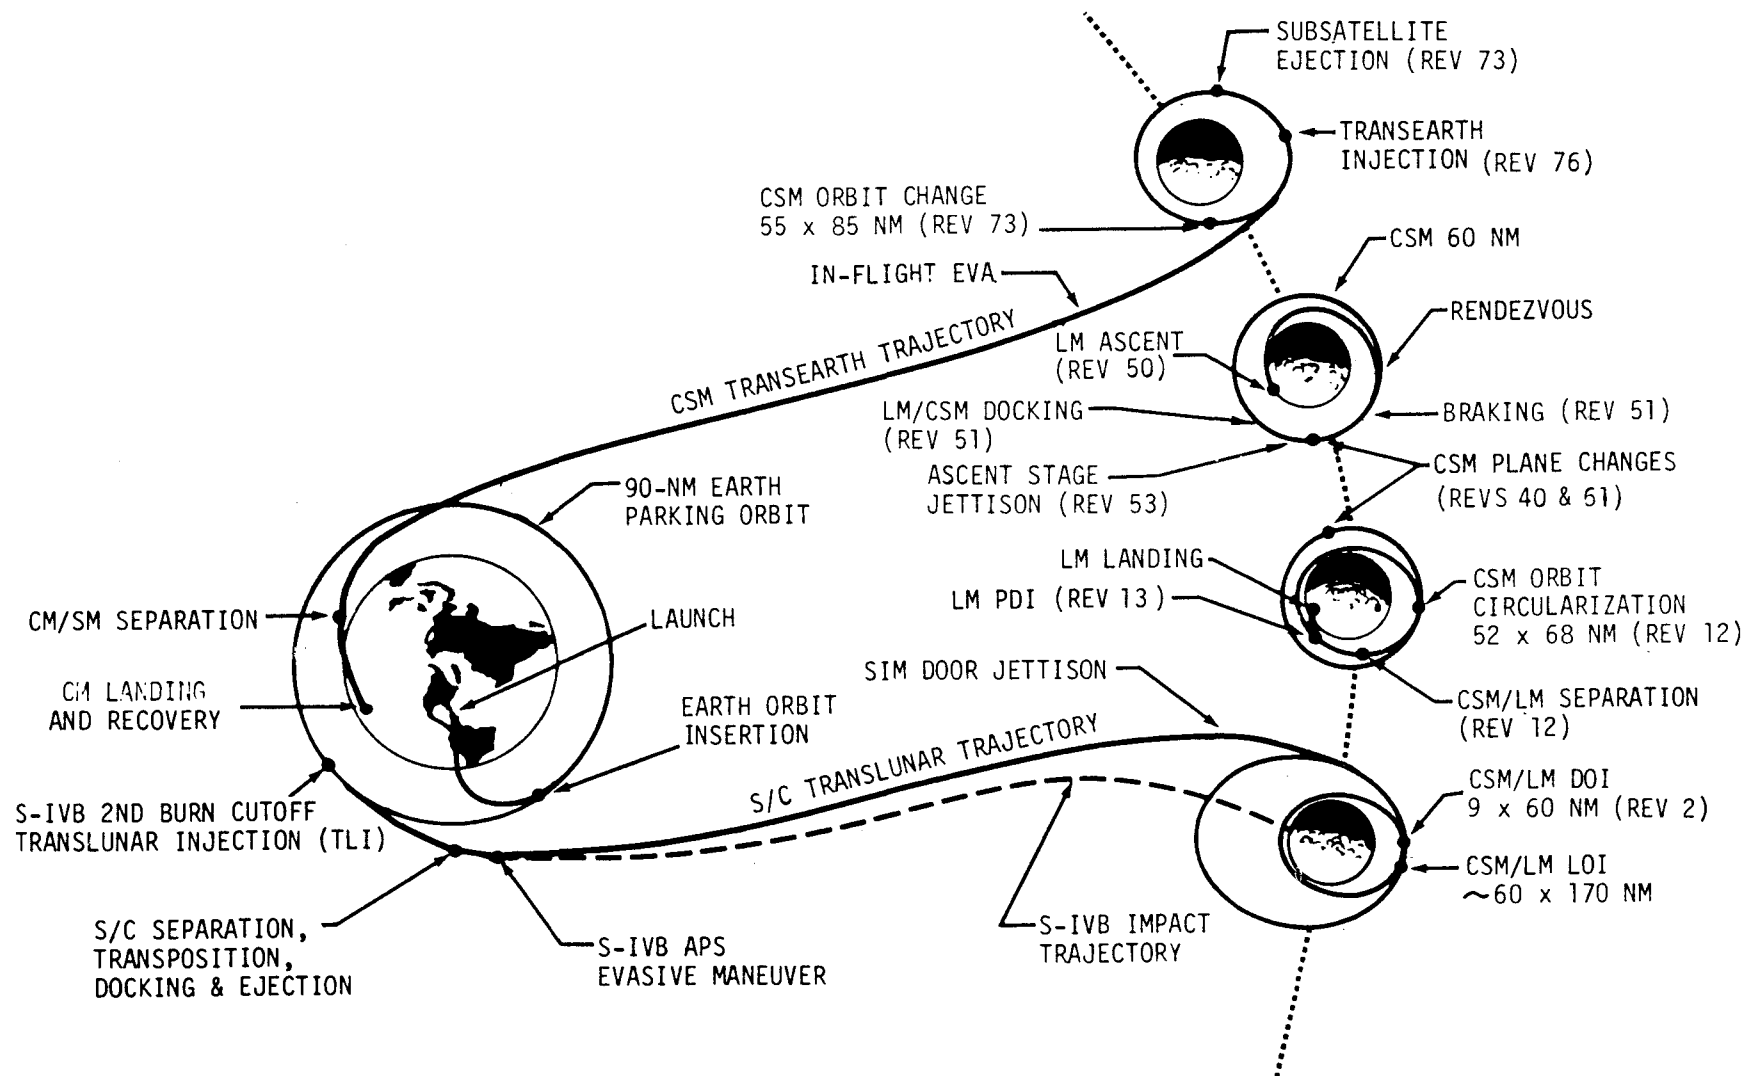 SUBSATELLITE
EJECTION (REV 73)
TRANSEARTH
INJECTION (REV 76)
CSM ORBIT CHANGE
55 x 85 NM (REV 73)
CSM 60 NM
IN-FLIGHT EVA
RENDEZVOUS
CSM TRANSEARTH TRAJECTORY
LM ASCENT
(REV 50)
LM/CSM DOCKING
(REV 51)
BRAKING (REV 51)
ASCENT STAGE
JETTISON (REV 53)
CSM PLANE CHANGES
(REVS 40 & 61)
90-NM EARTH
PARKING ORBIT
LM LANDING
LM PDI (REV 13)
CSM ORBIT
CIRCULARIZATION
52 x 68 NM (REV 12)
CM/SM SEPARATION
LAUNCH
SIM DOOR JETTISON
CM LANDING
AND RECOVERY
EARTH ORBIT
INSERTION
CSM/LM SEPARATION
(REV 12)
S/C TRANSLUNAR TRAJECTORY
S-IVB 2ND BURN CUTOFF
TRANSLUNAR INJECTION (TLI)
CSM/LM DOI
9 x 60 NM (REV 2)
CSM/LM LOI
~60 x 170 NM
S/C SEPARATION,
TRANSPOSITION,
DOCKING & EJECTION
S-IVB APS
EVASIVE MANEUVER
S-IVB IMPACT
TRAJECTORY